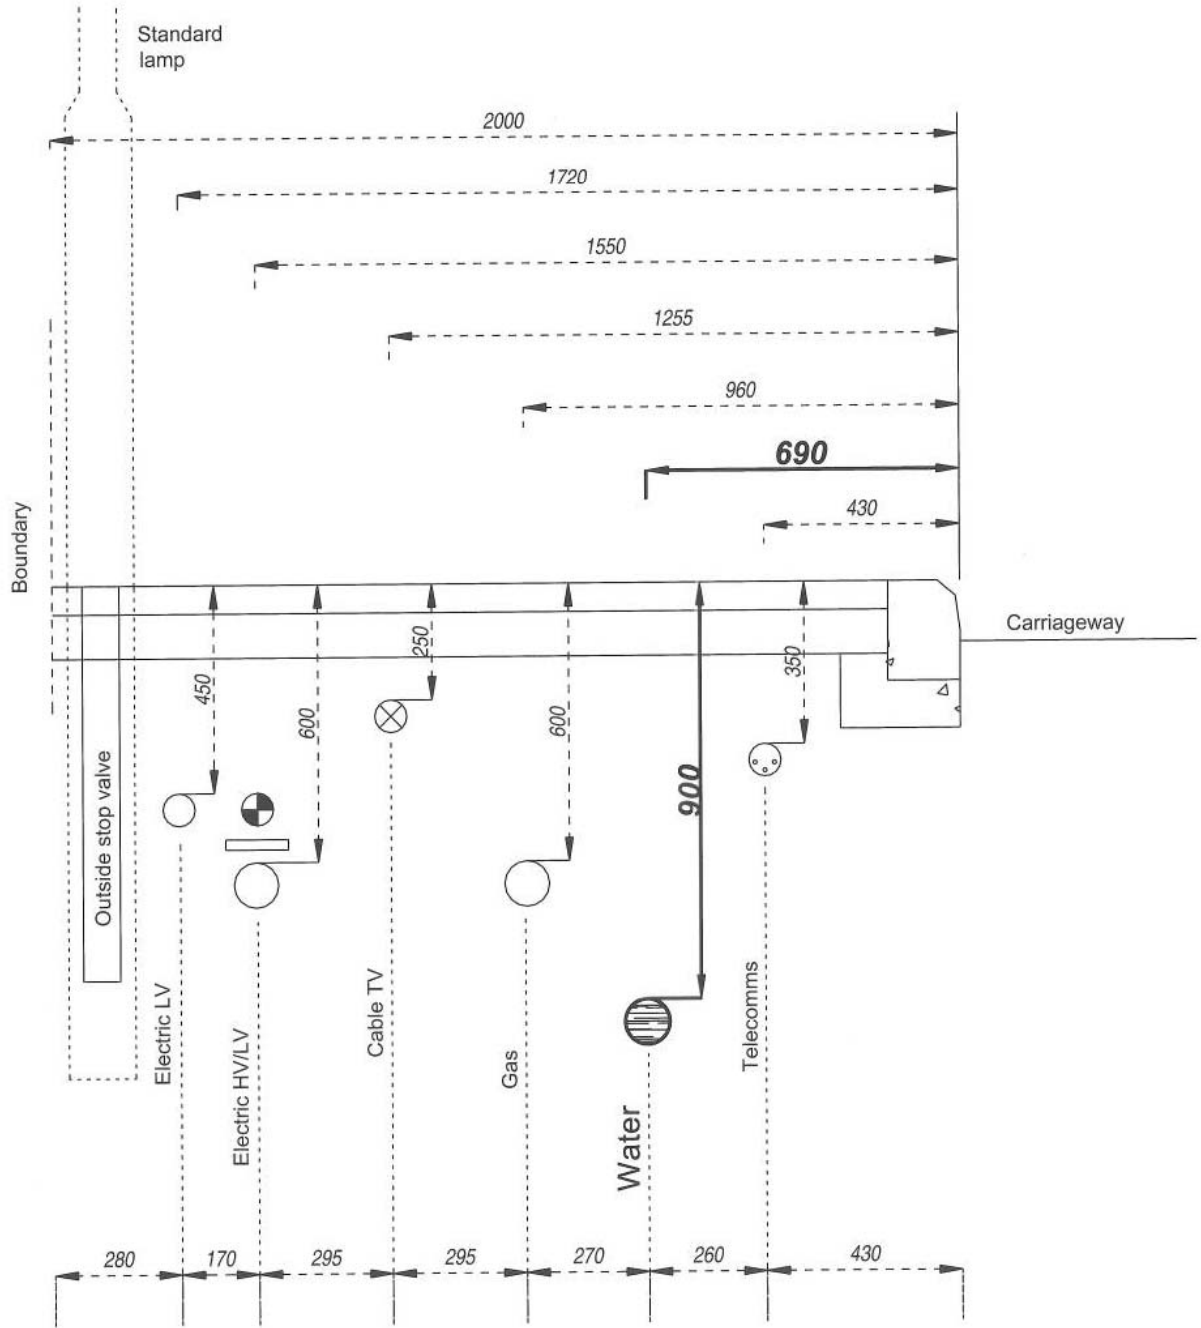 Standard
lamp
2000
1720
1550
1255
960
690
430
Boundary
Carriageway
450
600
250
600
900
350
Outside stop valve
Electric LV
Electric HV/LV
Cable TV
Gas
Water
Telecomms
280
170
295
295
270
260
430